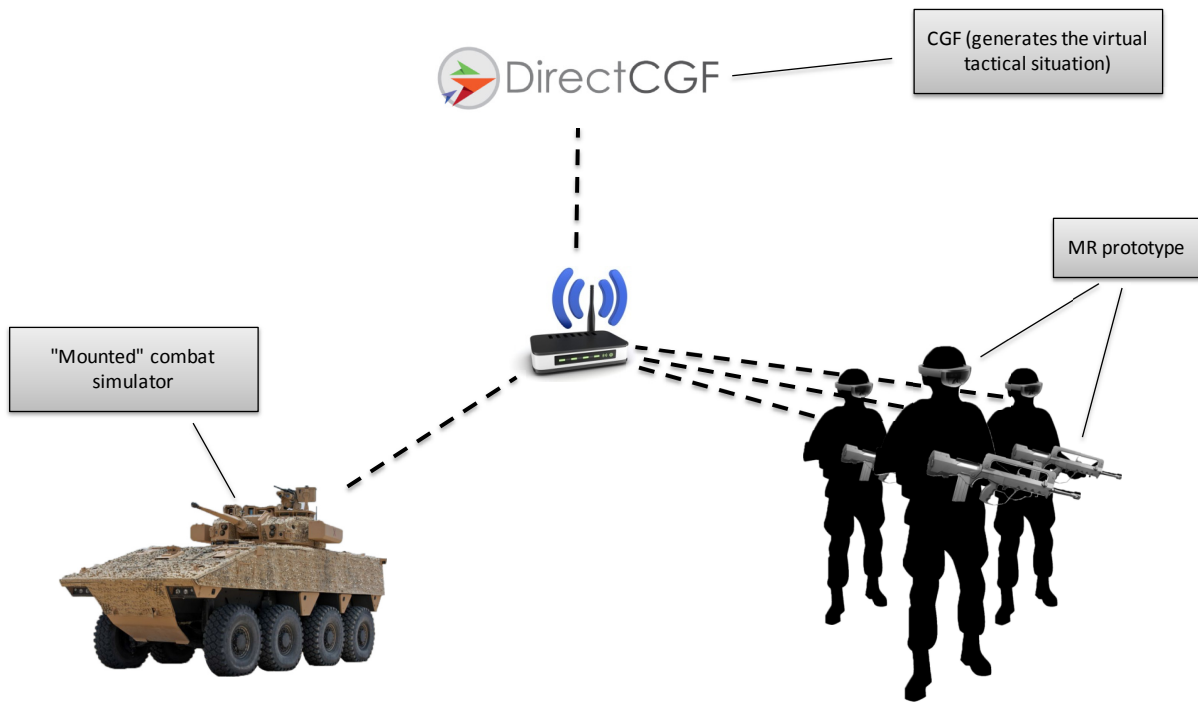 DirectCGF
CGF (generates the virtual
tactical situation)
MR prototype
"Mounted" combat
simulator